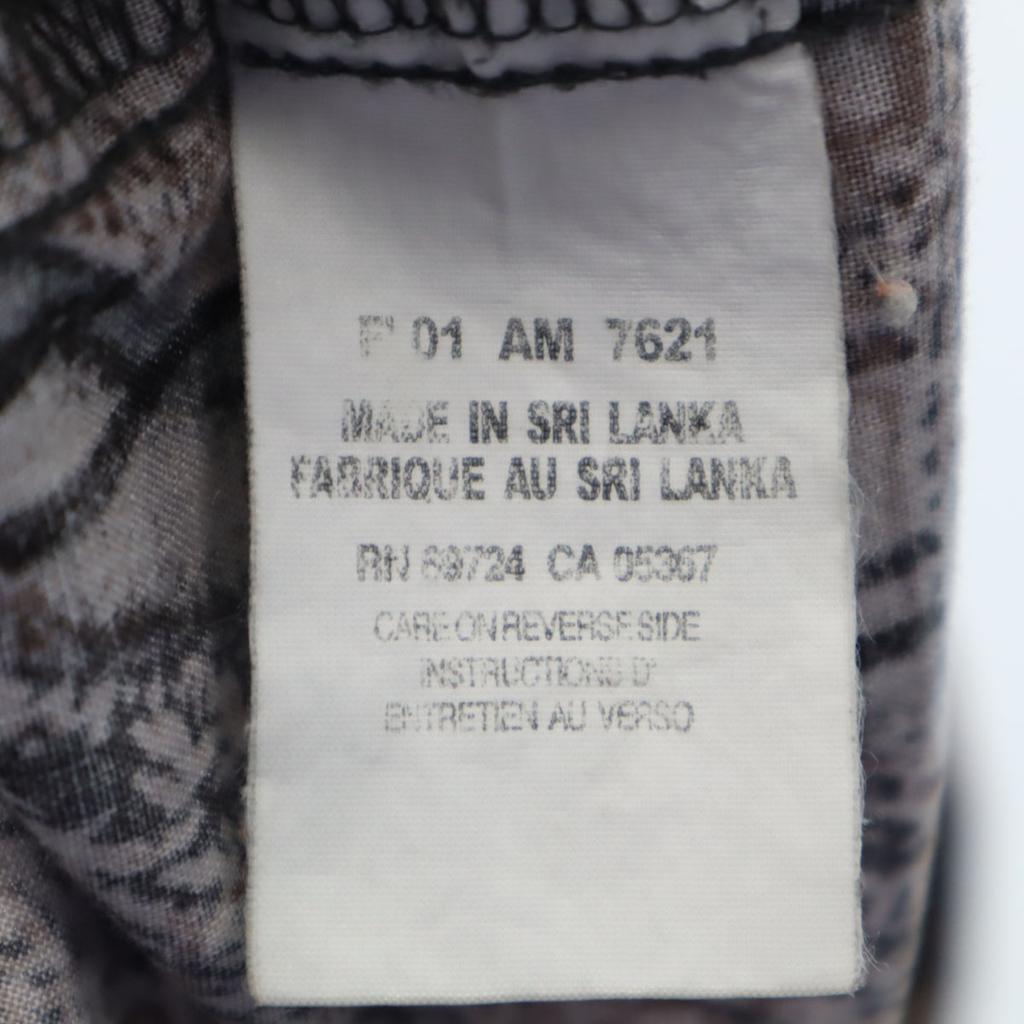 F' 01 AM 7621
MADE IN SRI LANKA
FABRIQUE AU SRI LANKA
RN 69724 CA 05367
CARE ON REVERSE SIDE
INSTRUCTIONS D'
ENTRETIEN AU VERSO